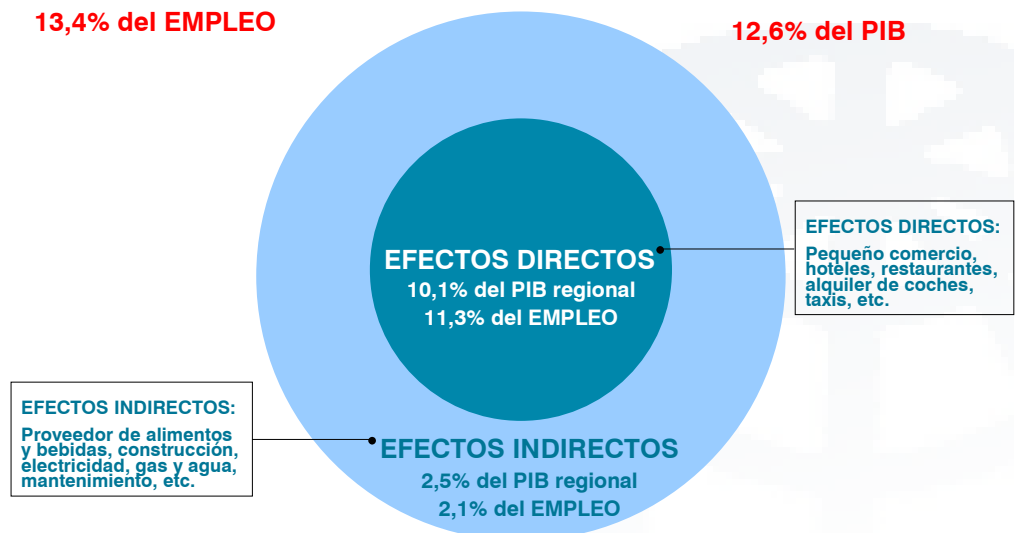 13,4% del EMPLEO
12,6% del PIB
EFECTOS DIRECTOS:
Pequeño comercio,
hoteles, restaurantes,
alquiler de coches,
taxis, etc.
EFECTOS DIRECTOS
10,1% del PIB regional
11,3% del EMPLEO
EFECTOS INDIRECTOS:
Proveedor de alimentos
y bebidas, construcción,
electricidad, gas y agua,
mantenimiento, etc.
EFECTOS INDIRECTOS
2,5% del PIB regional
2,1% del EMPLEO